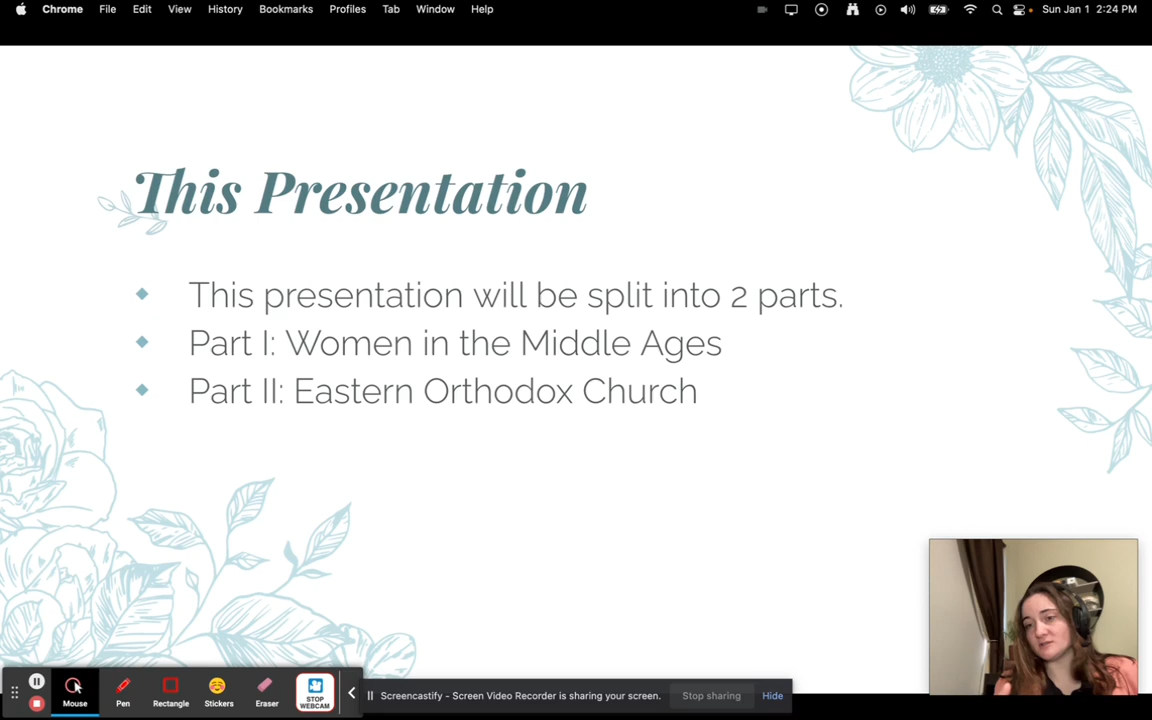 Chrome File Edit View History Bookmarks Profiles Tab Window Help Sun Jan 1 2:24 PM
This Presentation
This presentation will be split into 2 parts.
Part I: Women in the Middle Ages
Part II: Eastern Orthodox Church
Mouse Pen Rectangle Stickers Eraser
STOP
WEBCAM
Screencastify - Screen Video Recorder is sharing your screen. Stop sharing Hide